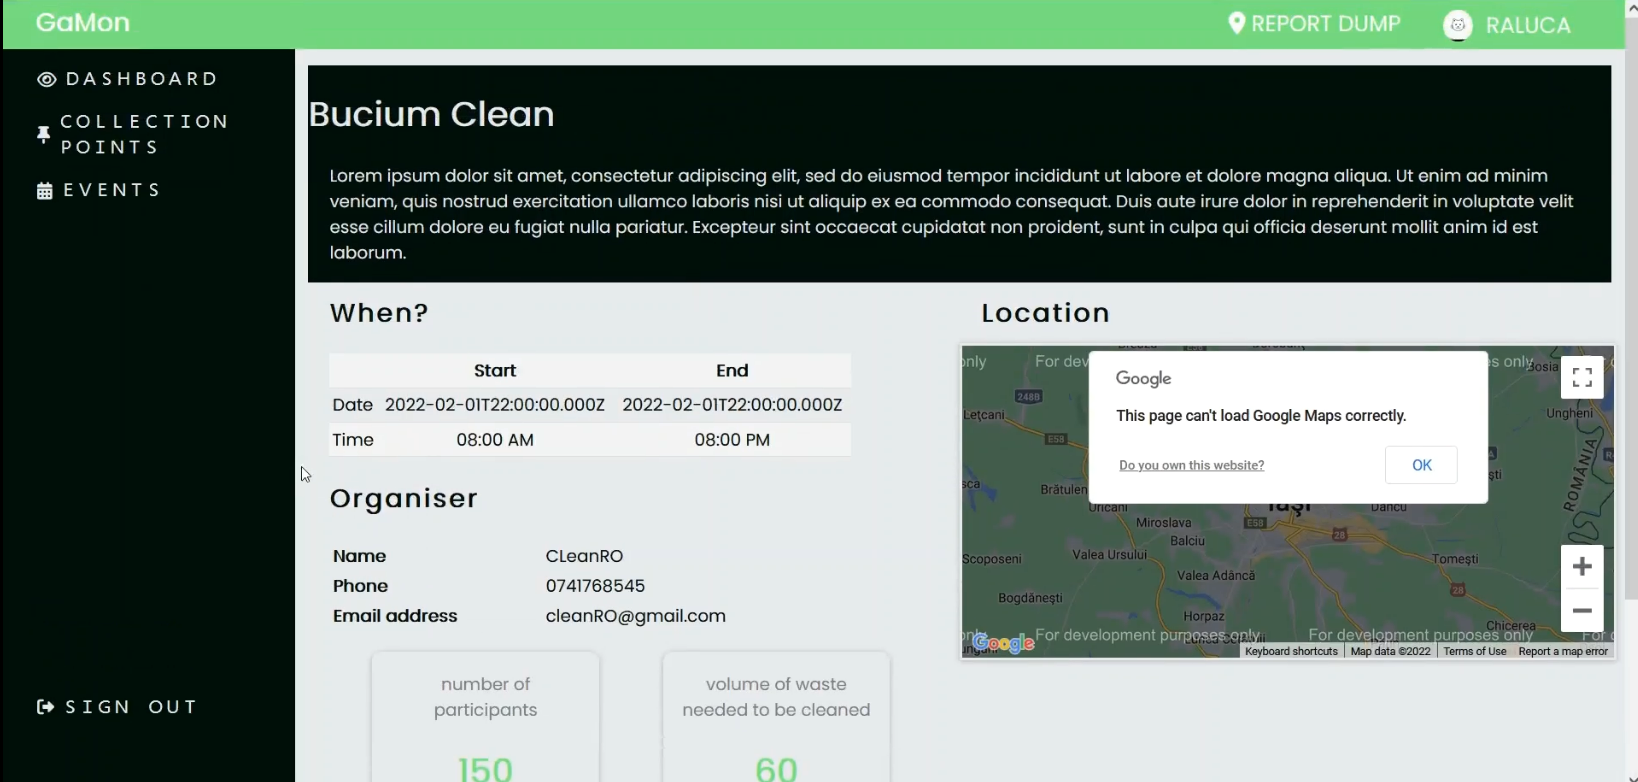 GaMon
REPORT DUMP
RALUCA
DASHBOARD
COLLECTION
POINTS
EVENTS
SIGN OUT
Bucium Clean
Lorem ipsum dolor sit amet, consectetur adipiscing elit, sed do eiusmod tempor incididunt ut labore et dolore magna aliqua. Ut enim ad minim
veniam, quis nostrud exercitation ullamco laboris nisi ut aliquip ex ea commodo consequat. Duis aute irure dolor in reprehenderit in voluptate velit
esse cillum dolore eu fugiat nulla pariatur. Excepteur sint occaecat cupidatat non proident, sunt in culpa qui officia deserunt mollit anim id est
laborum.
When?
Start End
Date 2022-02-01T22:00:00.000Z 2022-02-01T22:00:00.000Z
Time 08:00 AM 08:00 PM
Organiser
Name CLeanRO
Phone 0741768545
Email address cleanRO@gmail.com
number of
participants
150
volume of waste
needed to be cleaned
60
Location
only
For dev
s only
Google
This page can't load Google Maps correctly.
Do you own this website?
OK
248B
Lețcani
E58
Ungheni
Brătuleni
Uricani
Iași
Dancu
ROMÂNIA
Miroslava
E58
28
Balciu
Scoposeni
Valea Ursului
Tomești
Valea Adâncă
28
Bogdănești
Horpaz
Chicerea
Google
For development purposes only
For development purposes only
Keyboard shortcuts
Map data ©2022
Terms of Use
Report a map error